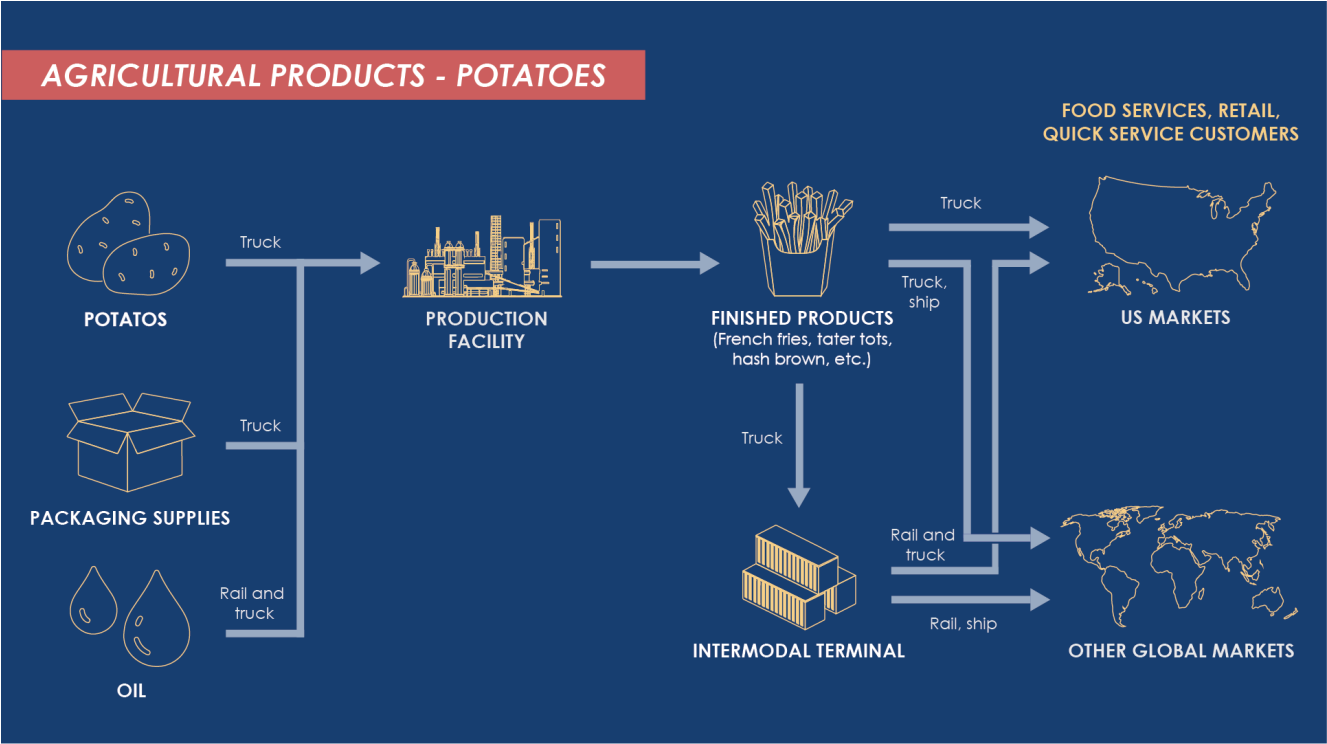 AGRICULTURAL PRODUCTS - POTATOES
FOOD SERVICES, RETAIL,
QUICK SERVICE CUSTOMERS
Truck
POTATOS
PRODUCTION
FACILITY
FINISHED PRODUCTS
(French fries, tater tots,
hash brown, etc.)
Truck
Truck,
ship
US MARKETS
Truck
PACKAGING SUPPLIES
Truck
Rail and
truck
OIL
INTERMODAL TERMINAL
Rail and
truck
Rail, ship
OTHER GLOBAL MARKETS